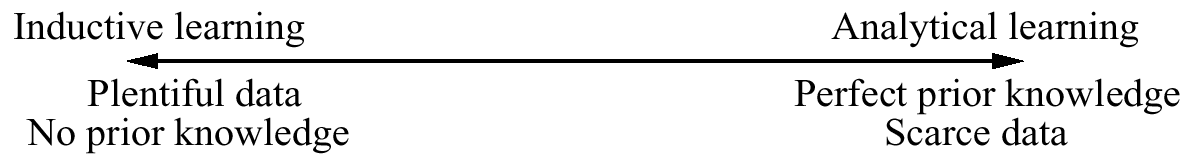 Inductive learning
Analytical learning
Plentiful data
No prior knowledge
Perfect prior knowledge
Scarce data